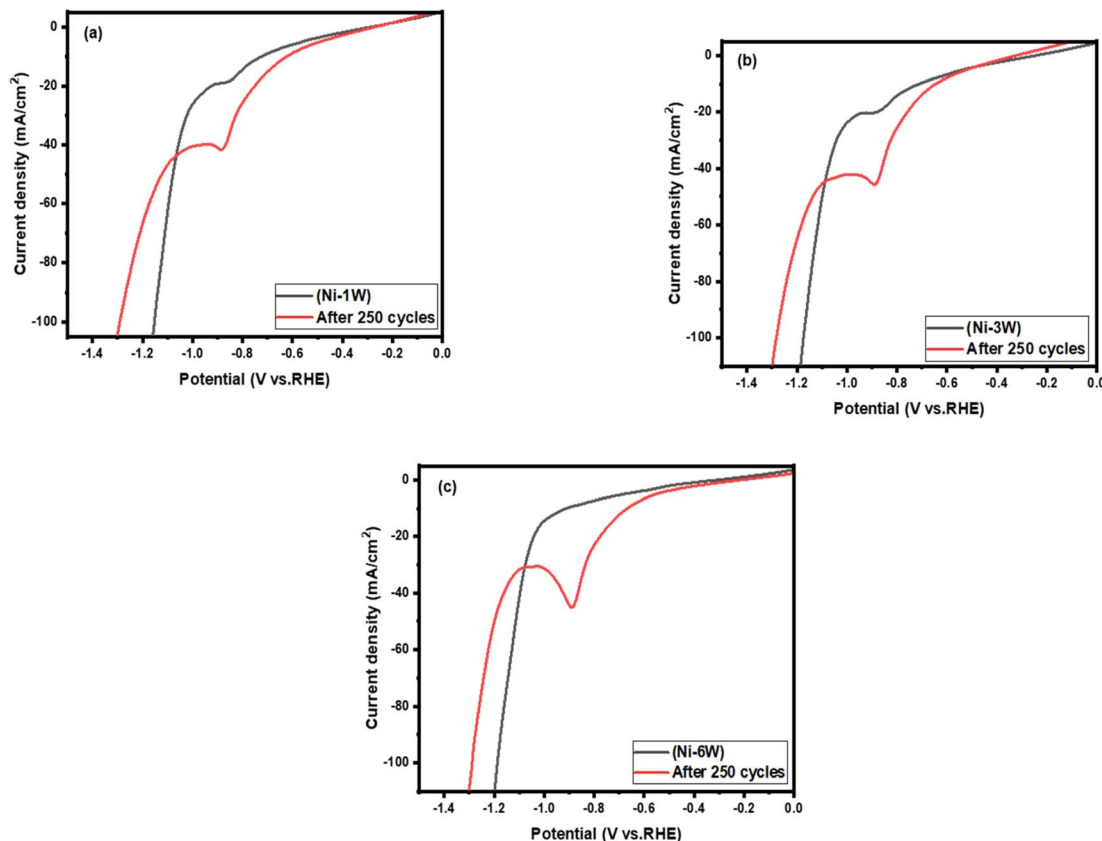 (a)
0
-20
-40
-60
-80
-100
Current density (mA/cm²)
(Ni-1W)
After 250 cycles
-1.4 -1.2 -1.0 -0.8 -0.6 -0.4 -0.2 0.0
Potential (V vs.RHE)
(b)
0
-20
-40
-60
-80
-100
Current density (mA/cm²)
(Ni-3W)
After 250 cycles
-1.4 -1.2 -1.0 -0.8 -0.6 -0.4 -0.2 0.0
Potential (V vs.RHE)
(c)
0
-20
-40
-60
-80
-100
Current density (mA/cm²)
(Ni-6W)
After 250 cycles
-1.4 -1.2 -1.0 -0.8 -0.6 -0.4 -0.2 0.0
Potential (V vs.RHE)